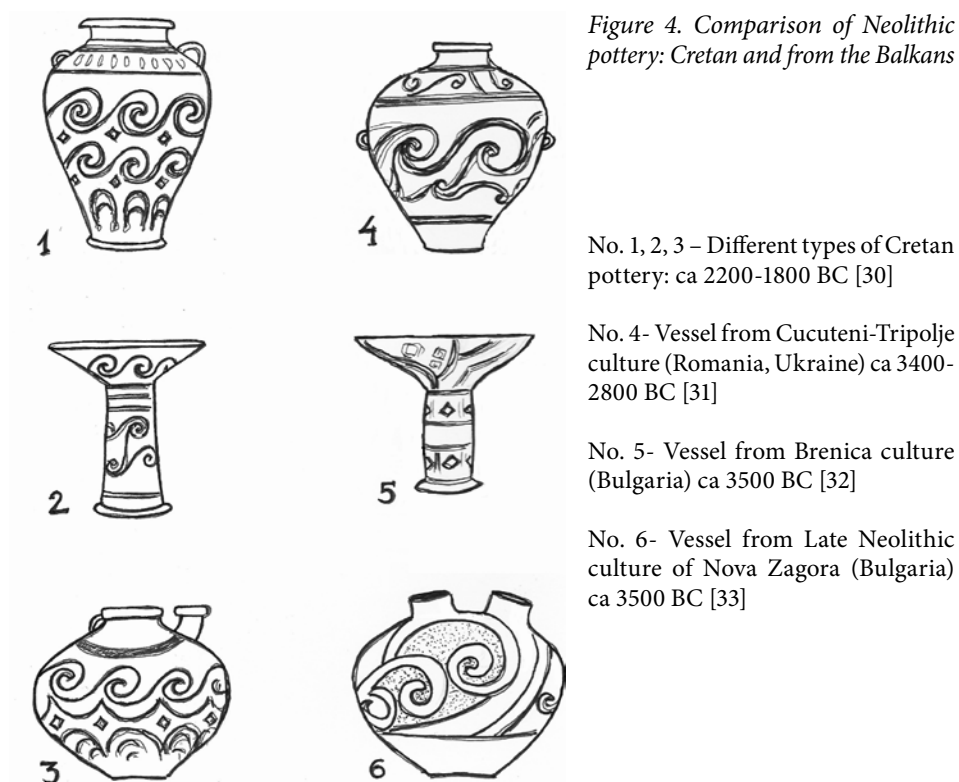 Figure 4. Comparison of Neolithic
pottery: Cretan and from the Balkans
1
4
No. 1, 2, 3 – Different types of Cretan
pottery: ca 2200-1800 BC [30]
No. 4- Vessel from Cucuteni-Tripolje
culture (Romania, Ukraine) ca 3400-
2800 BC [31]
2
5
No. 5- Vessel from Brenica culture
(Bulgaria) ca 3500 BC [32]
No. 6- Vessel from Late Neolithic
culture of Nova Zagora (Bulgaria)
ca 3500 BC [33]
3
6